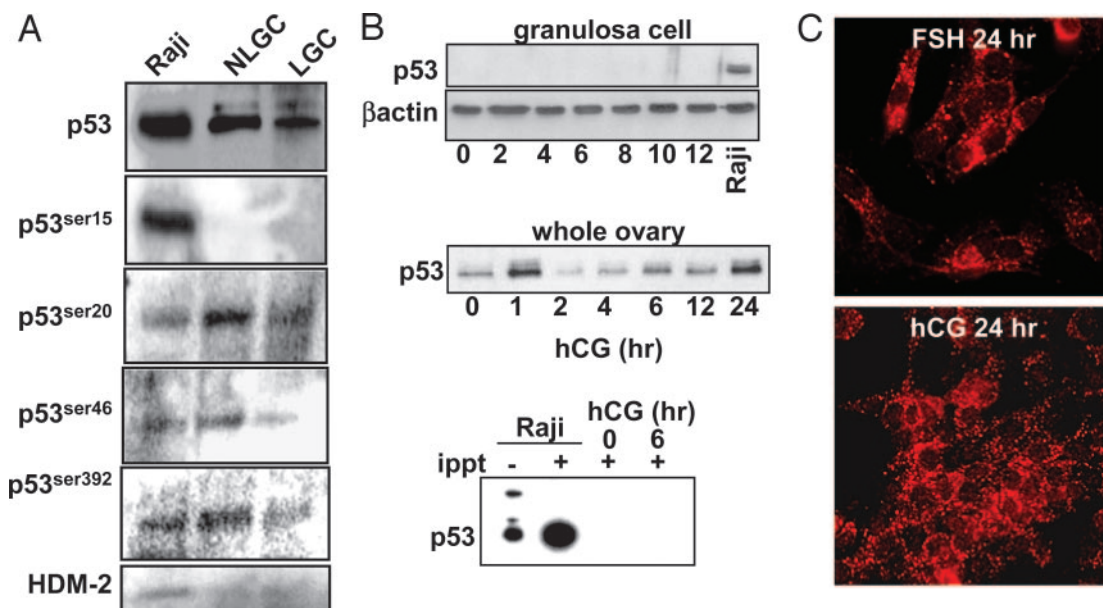 A
Raji NLGC LGC
p53
p53ser15
p53ser20
p53ser46
p53ser392
HDM-2
B
granulosa cell
p53
βactin
0 2 4 6 8 10 12 Raji
whole ovary
p53
0 1 2 4 6 12 24
hCG (hr)
hCG (hr)
Raji 0 6
ippt - + + +
p53
C
FSH 24 hr
hCG 24 hr